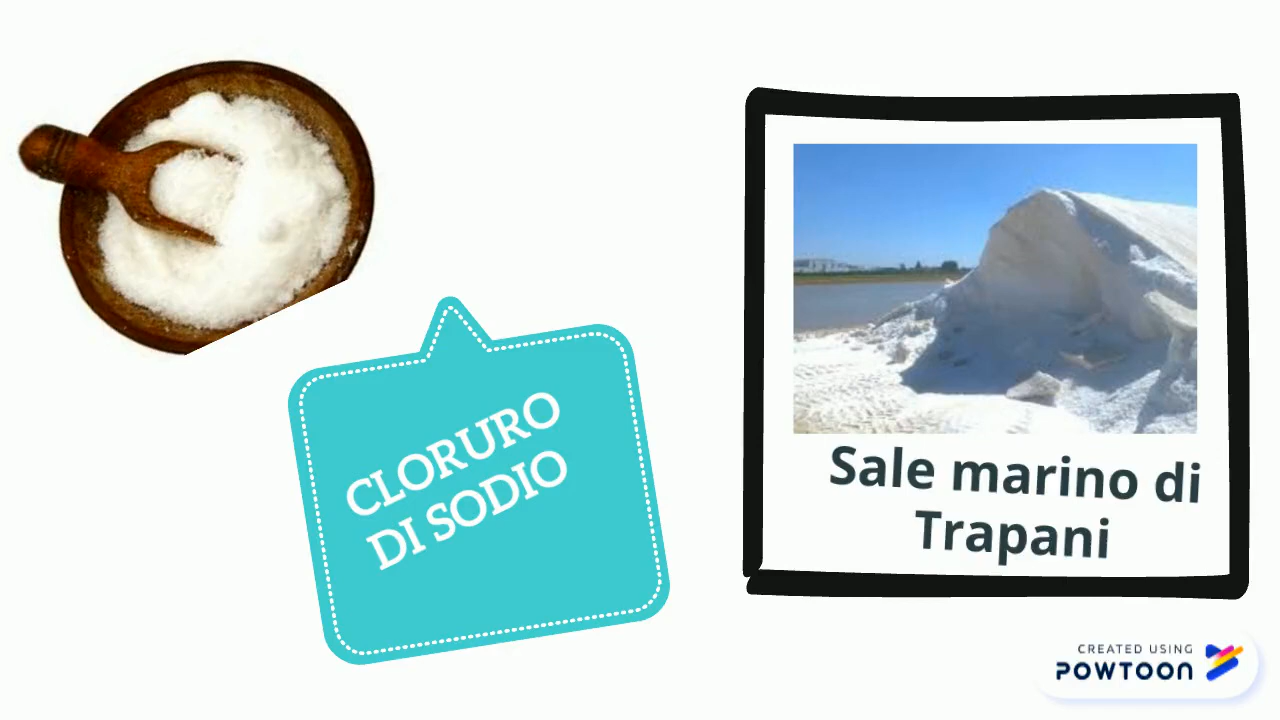 CLORURO
DI SODIO
Sale marino di
Trapani
CREATED USING
POWTOON